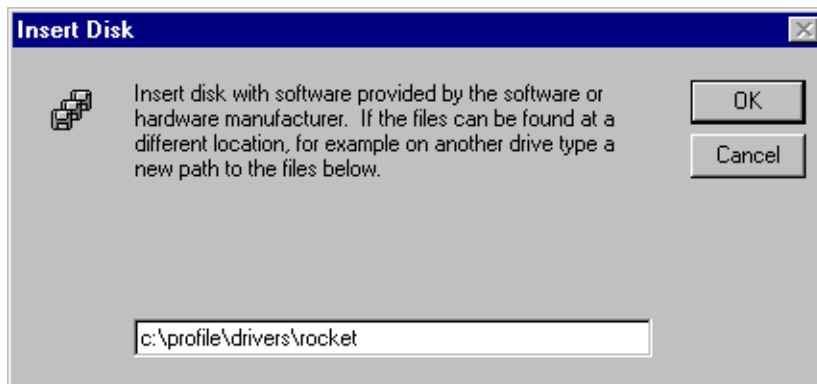 Insert Disk
Insert disk with software provided by the software or
hardware manufacturer.  If the files can be found at a
different location, for example on another drive type a
new path to the files below.
OK
Cancel
c:\profile\drivers\rocket